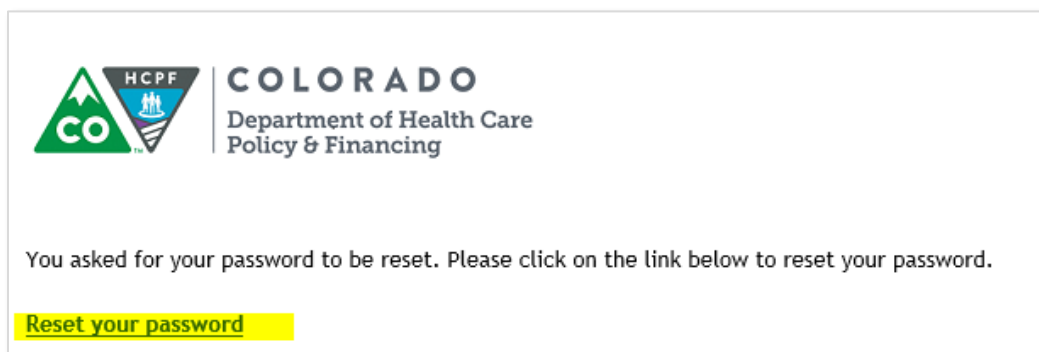 HCPF
CO
TM
COLORADO
Department of Health Care
Policy & Financing
You asked for your password to be reset. Please click on the link below to reset your password.
Reset your password